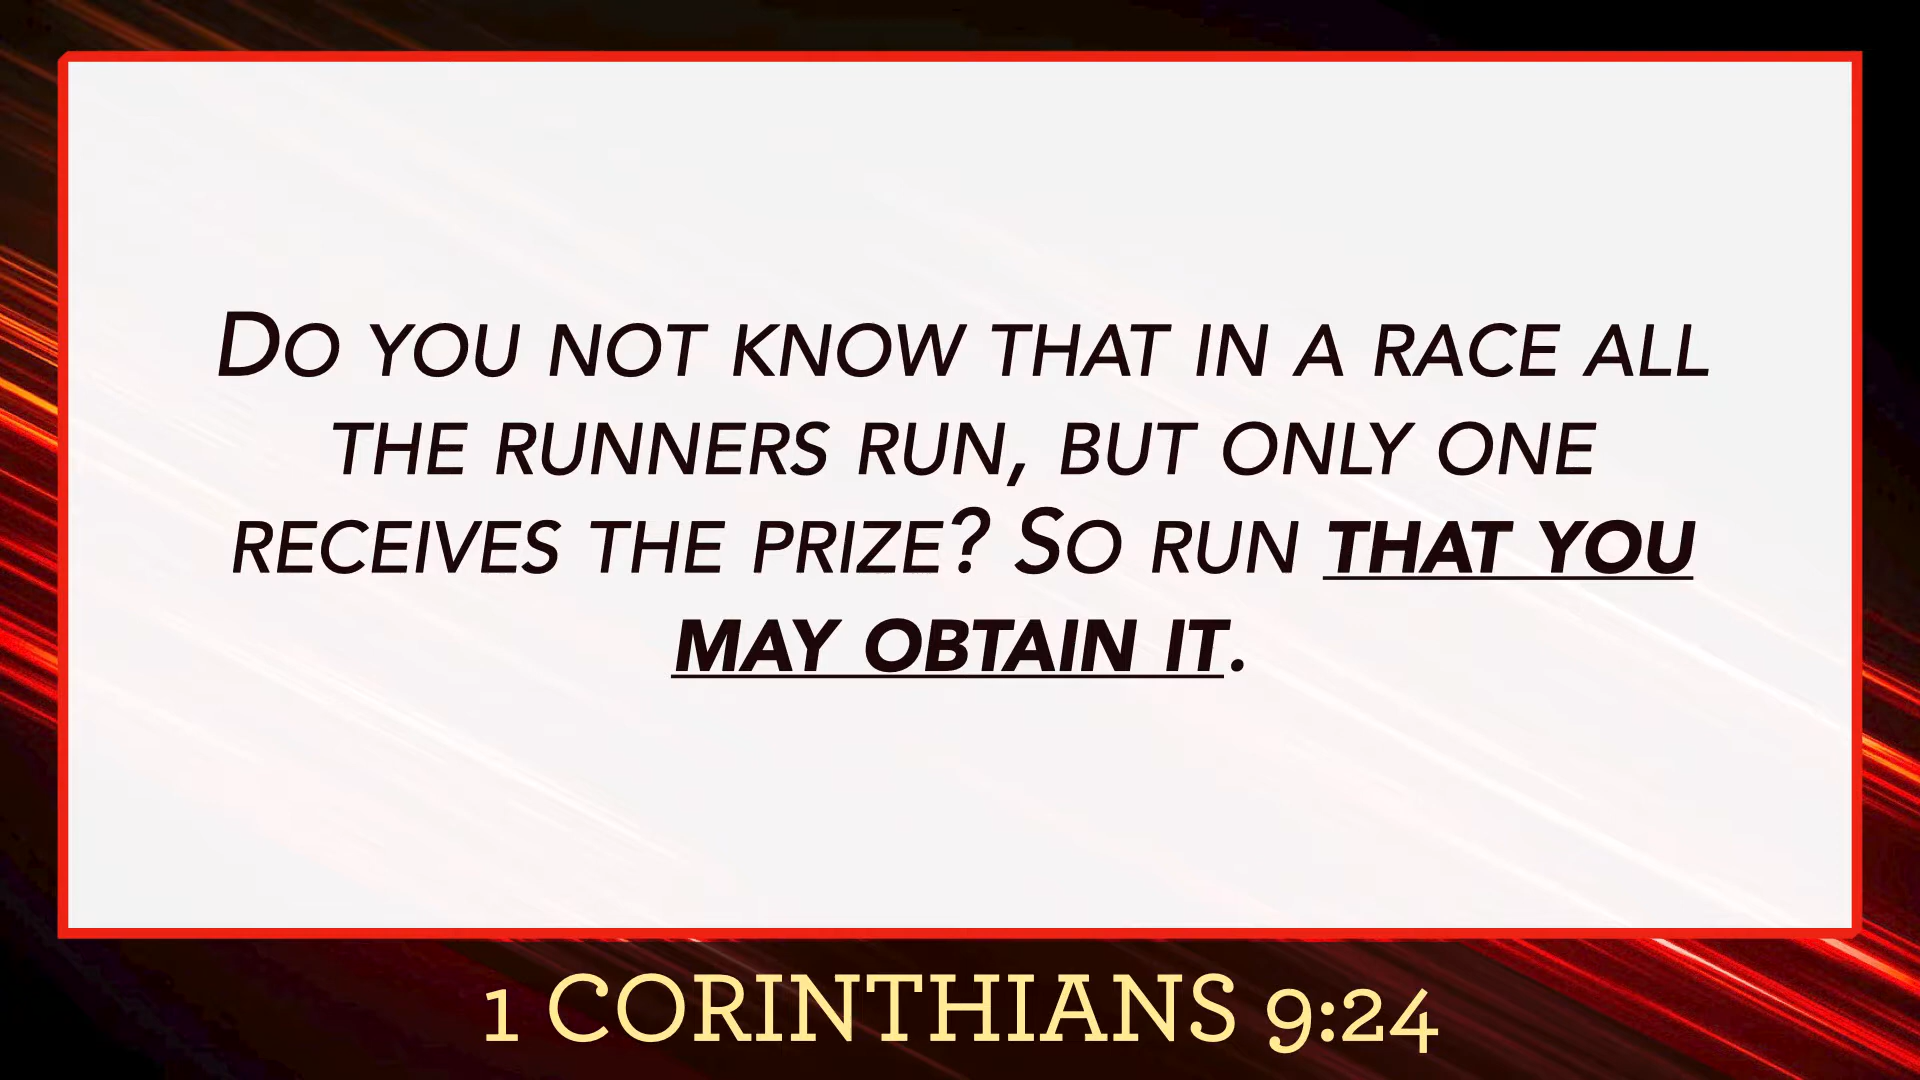 Do you not know that in a race all
the runners run, but only one
receives the prize? So run that you
may obtain it.
1 CORINTHIANS 9:24